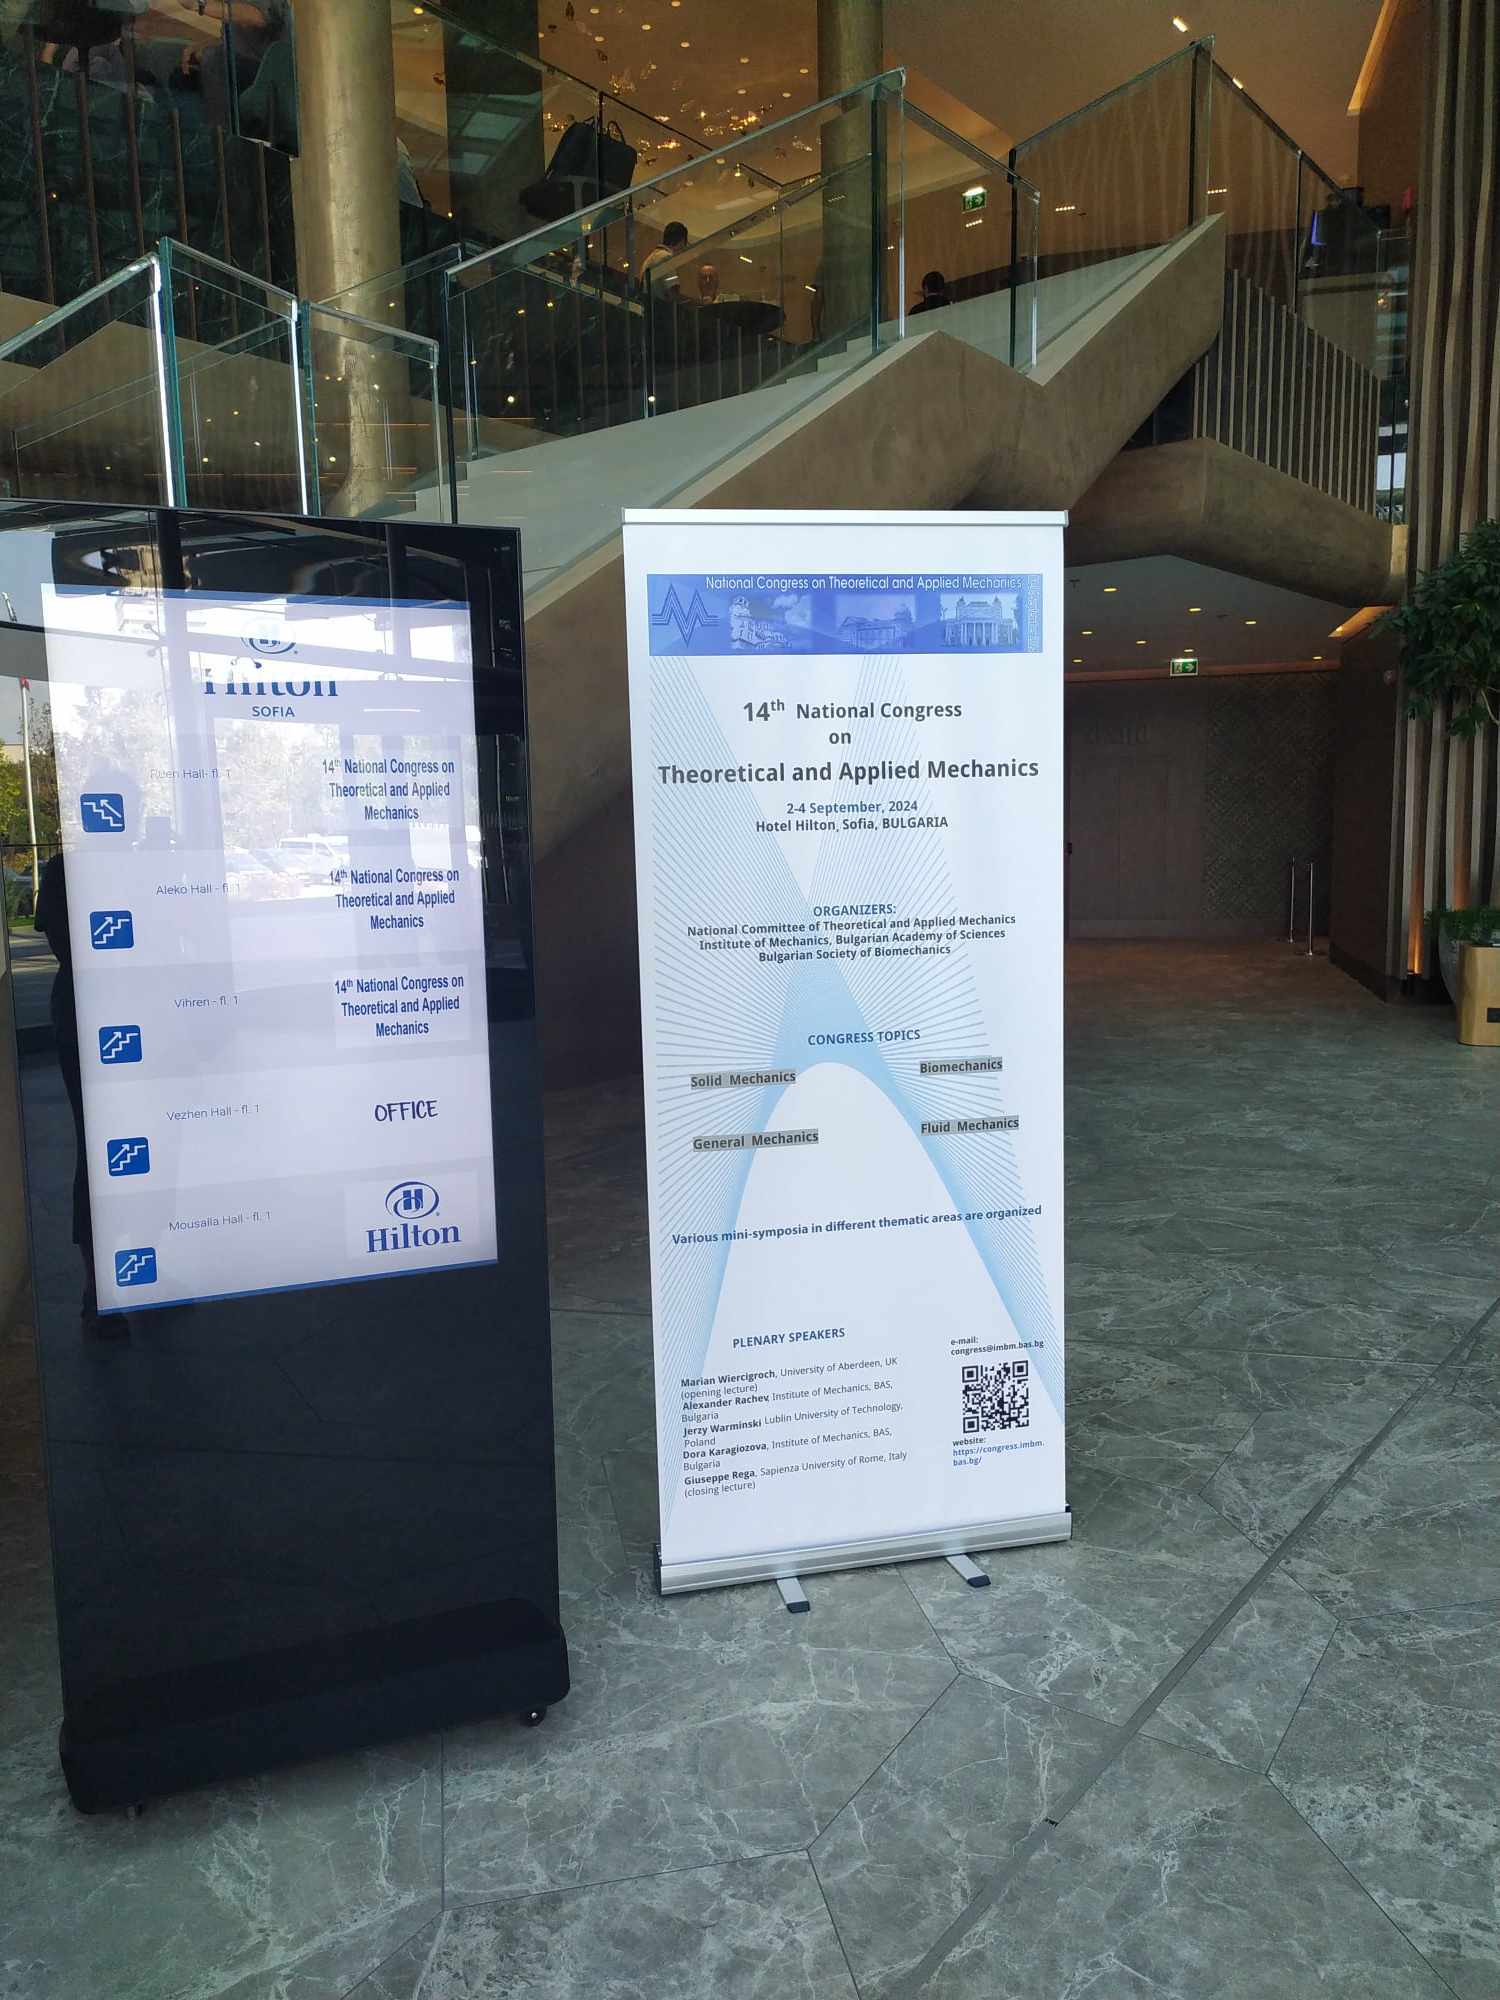 Hilton
SOFIA
Ruen Hall- fl. 1
14th National Congress on
Theoretical and Applied
Mechanics
Aleko Hall - fl. 1
14th National Congress on
Theoretical and Applied
Mechanics
Vihren - fl. 1
14th National Congress on
Theoretical and Applied
Mechanics
Vezhen Hall - fl. 1
OFFICE
Mousalla Hall - fl. 1
Hilton
National Congress on Theoretical and Applied Mechanics
14th National Congress
on
Theoretical and Applied Mechanics
2-4 September, 2024
Hotel Hilton, Sofia, BULGARIA
ORGANIZERS:
National Committee of Theoretical and Applied Mechanics
Institute of Mechanics, Bulgarian Academy of Sciences
Bulgarian Society of Biomechanics
CONGRESS TOPICS
Solid Mechanics
Biomechanics
General Mechanics
Fluid Mechanics
Various mini-symposia in different thematic areas are organized
PLENARY SPEAKERS
Marian Wiercigroch, University of Aberdeen, UK
(opening lecture)
Alexander Rachev, Institute of Mechanics, BAS,
Bulgaria
Jerzy Warminski Lublin University of Technology,
Poland
Dora Karagiozova, Institute of Mechanics, BAS,
Bulgaria
Giuseppe Rega, Sapienza University of Rome, Italy
(closing lecture)
e-mail:
congress@imbm.bas.bg
website:
https://congress.imbm.
bas.bg/